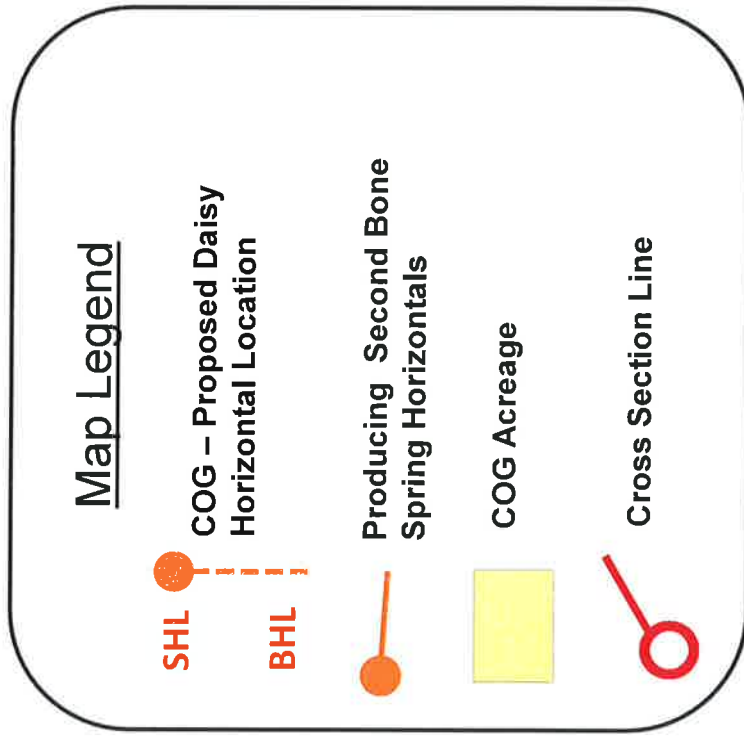 Map Legend
SHL
BHL
COG – Proposed Daisy
Horizontal Location
Producing Second Bone
Spring Horizontals
COG Acreage
Cross Section Line